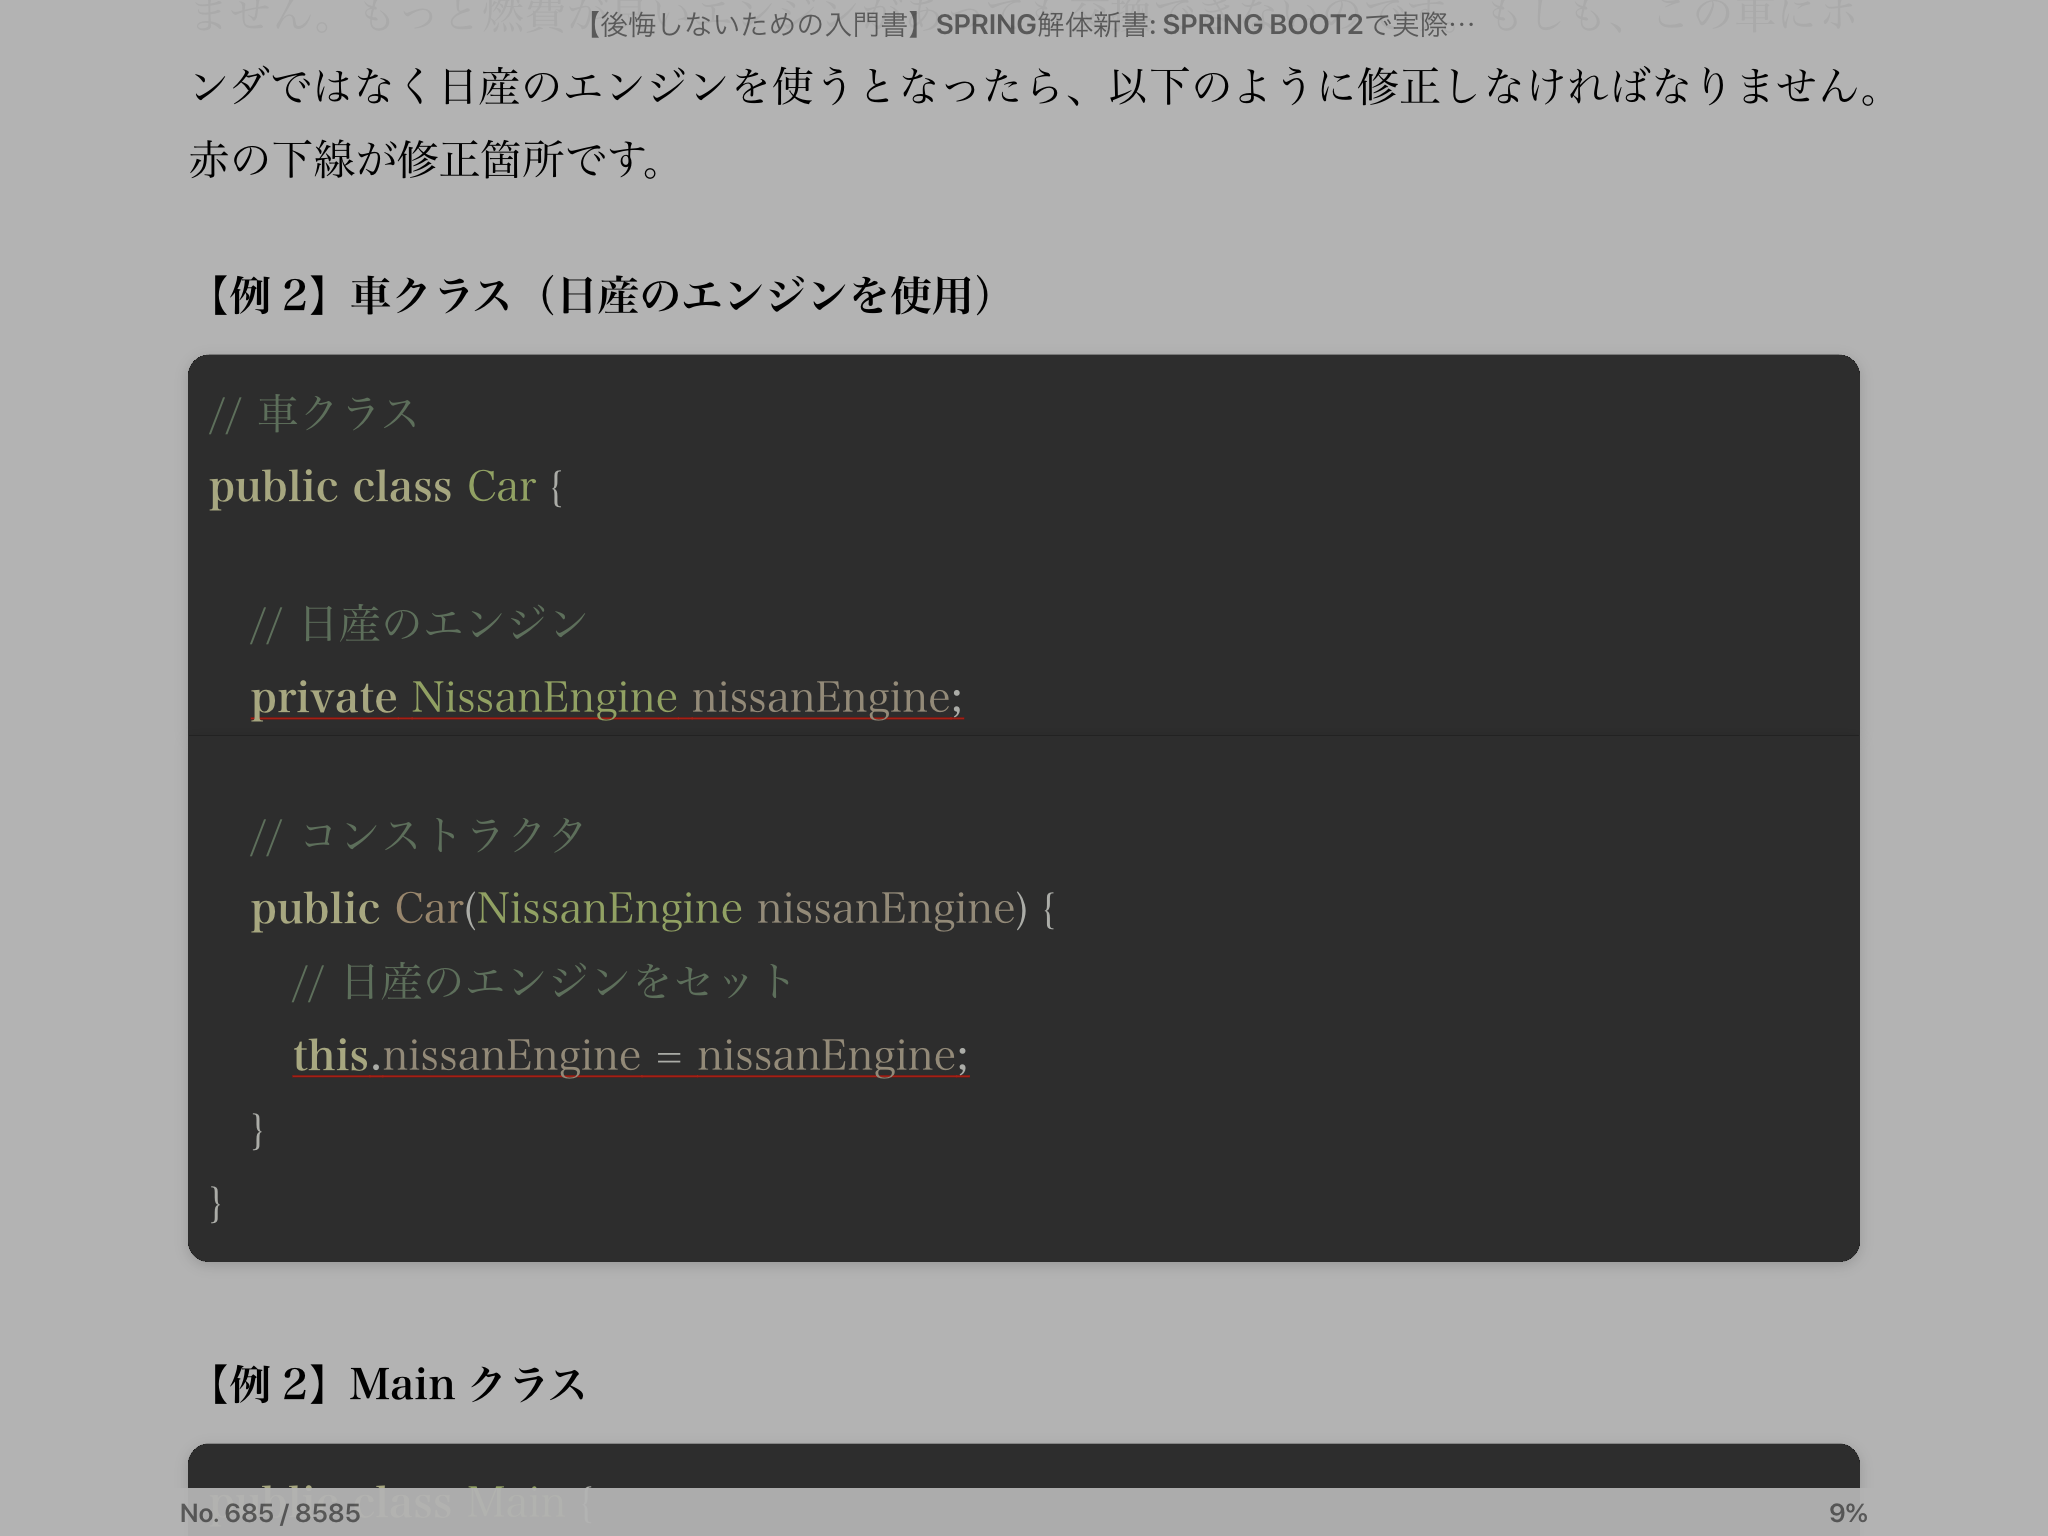 【後悔しないための入門書】SPRING解体新書: SPRING BOOT2で実際…
ンダではなく日産のエンジンを使うとなったら、以下のように修正しなければなりません。
赤の下線が修正箇所です。
【例 2】車クラス（日産のエンジンを使用）
// 車クラス
public class Car {
// 日産のエンジン
private NissanEngine nissanEngine;
// コンストラクタ
public Car(NissanEngine nissanEngine) {
// 日産のエンジンをセット
this.nissanEngine = nissanEngine;
}
}
【例 2】Main クラス
public class Main {
No. 685 / 8585
9%